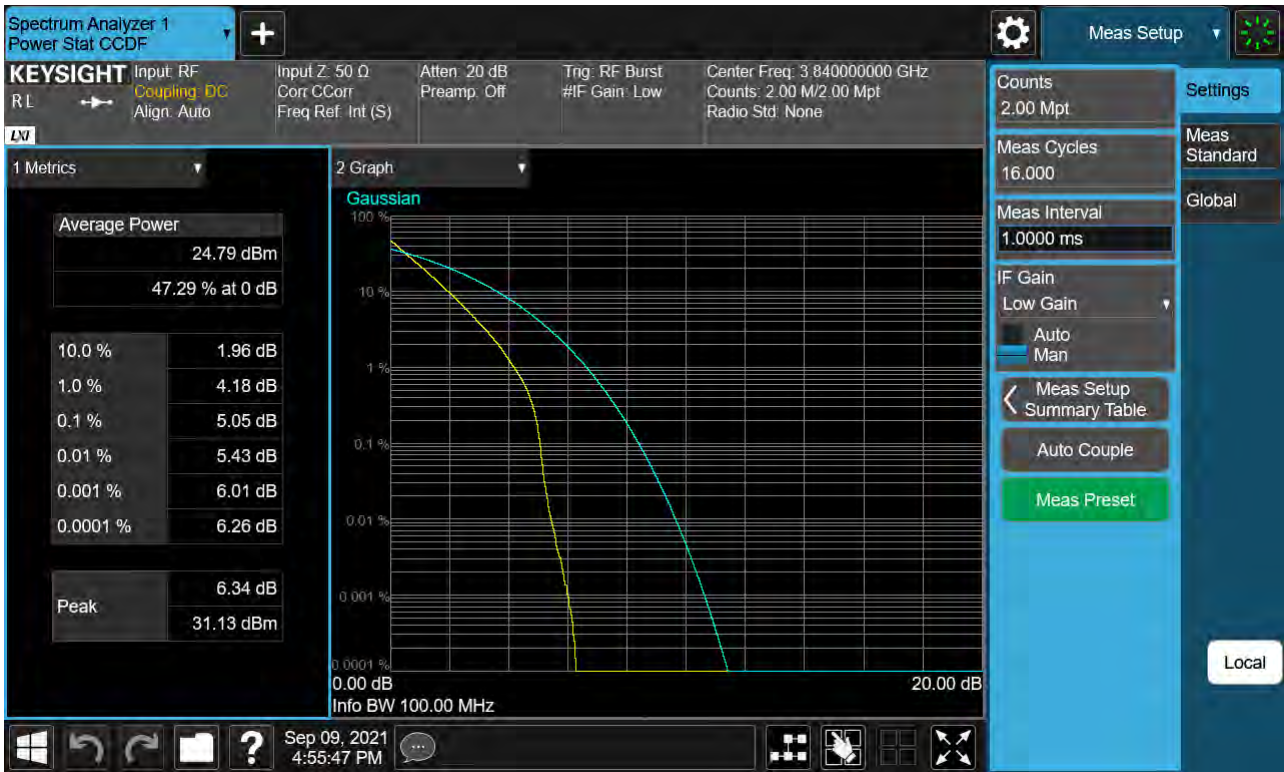 Spectrum Analyzer 1
Power Stat CCDF
+
Meas Setup
KEYSIGHT
RL
LXI
Input: RF
Coupling: DC
Align: Auto
Input Z: 50 Ω
Corr CCorr
Freq Ref: Int (S)
Atten: 20 dB
Preamp: Off
Trig: RF Burst
#IF Gain: Low
Center Freq: 3.840000000 GHz
Counts: 2.00 M/2.00 Mpt
Radio Std: None
1 Metrics
Average Power
24.79 dBm
47.29 % at 0 dB
10.0 % 1.96 dB
1.0 % 4.18 dB
0.1 % 5.05 dB
0.01 % 5.43 dB
0.001 % 6.01 dB
0.0001 % 6.26 dB
Peak
6.34 dB
31.13 dBm
2 Graph
Gaussian
100 %
10 %
1 %
0.1 %
0.01 %
0.001 %
0.0001 %
0.00 dB 20.00 dB
Info BW 100.00 MHz
Counts
2.00 Mpt
Meas Cycles
16.000
Meas Interval
1.0000 ms
IF Gain
Low Gain
Auto
Man
Meas Setup
Summary Table
Auto Couple
Meas Preset
Settings
Meas
Standard
Global
Local
?
Sep 09, 2021
4:55:47 PM